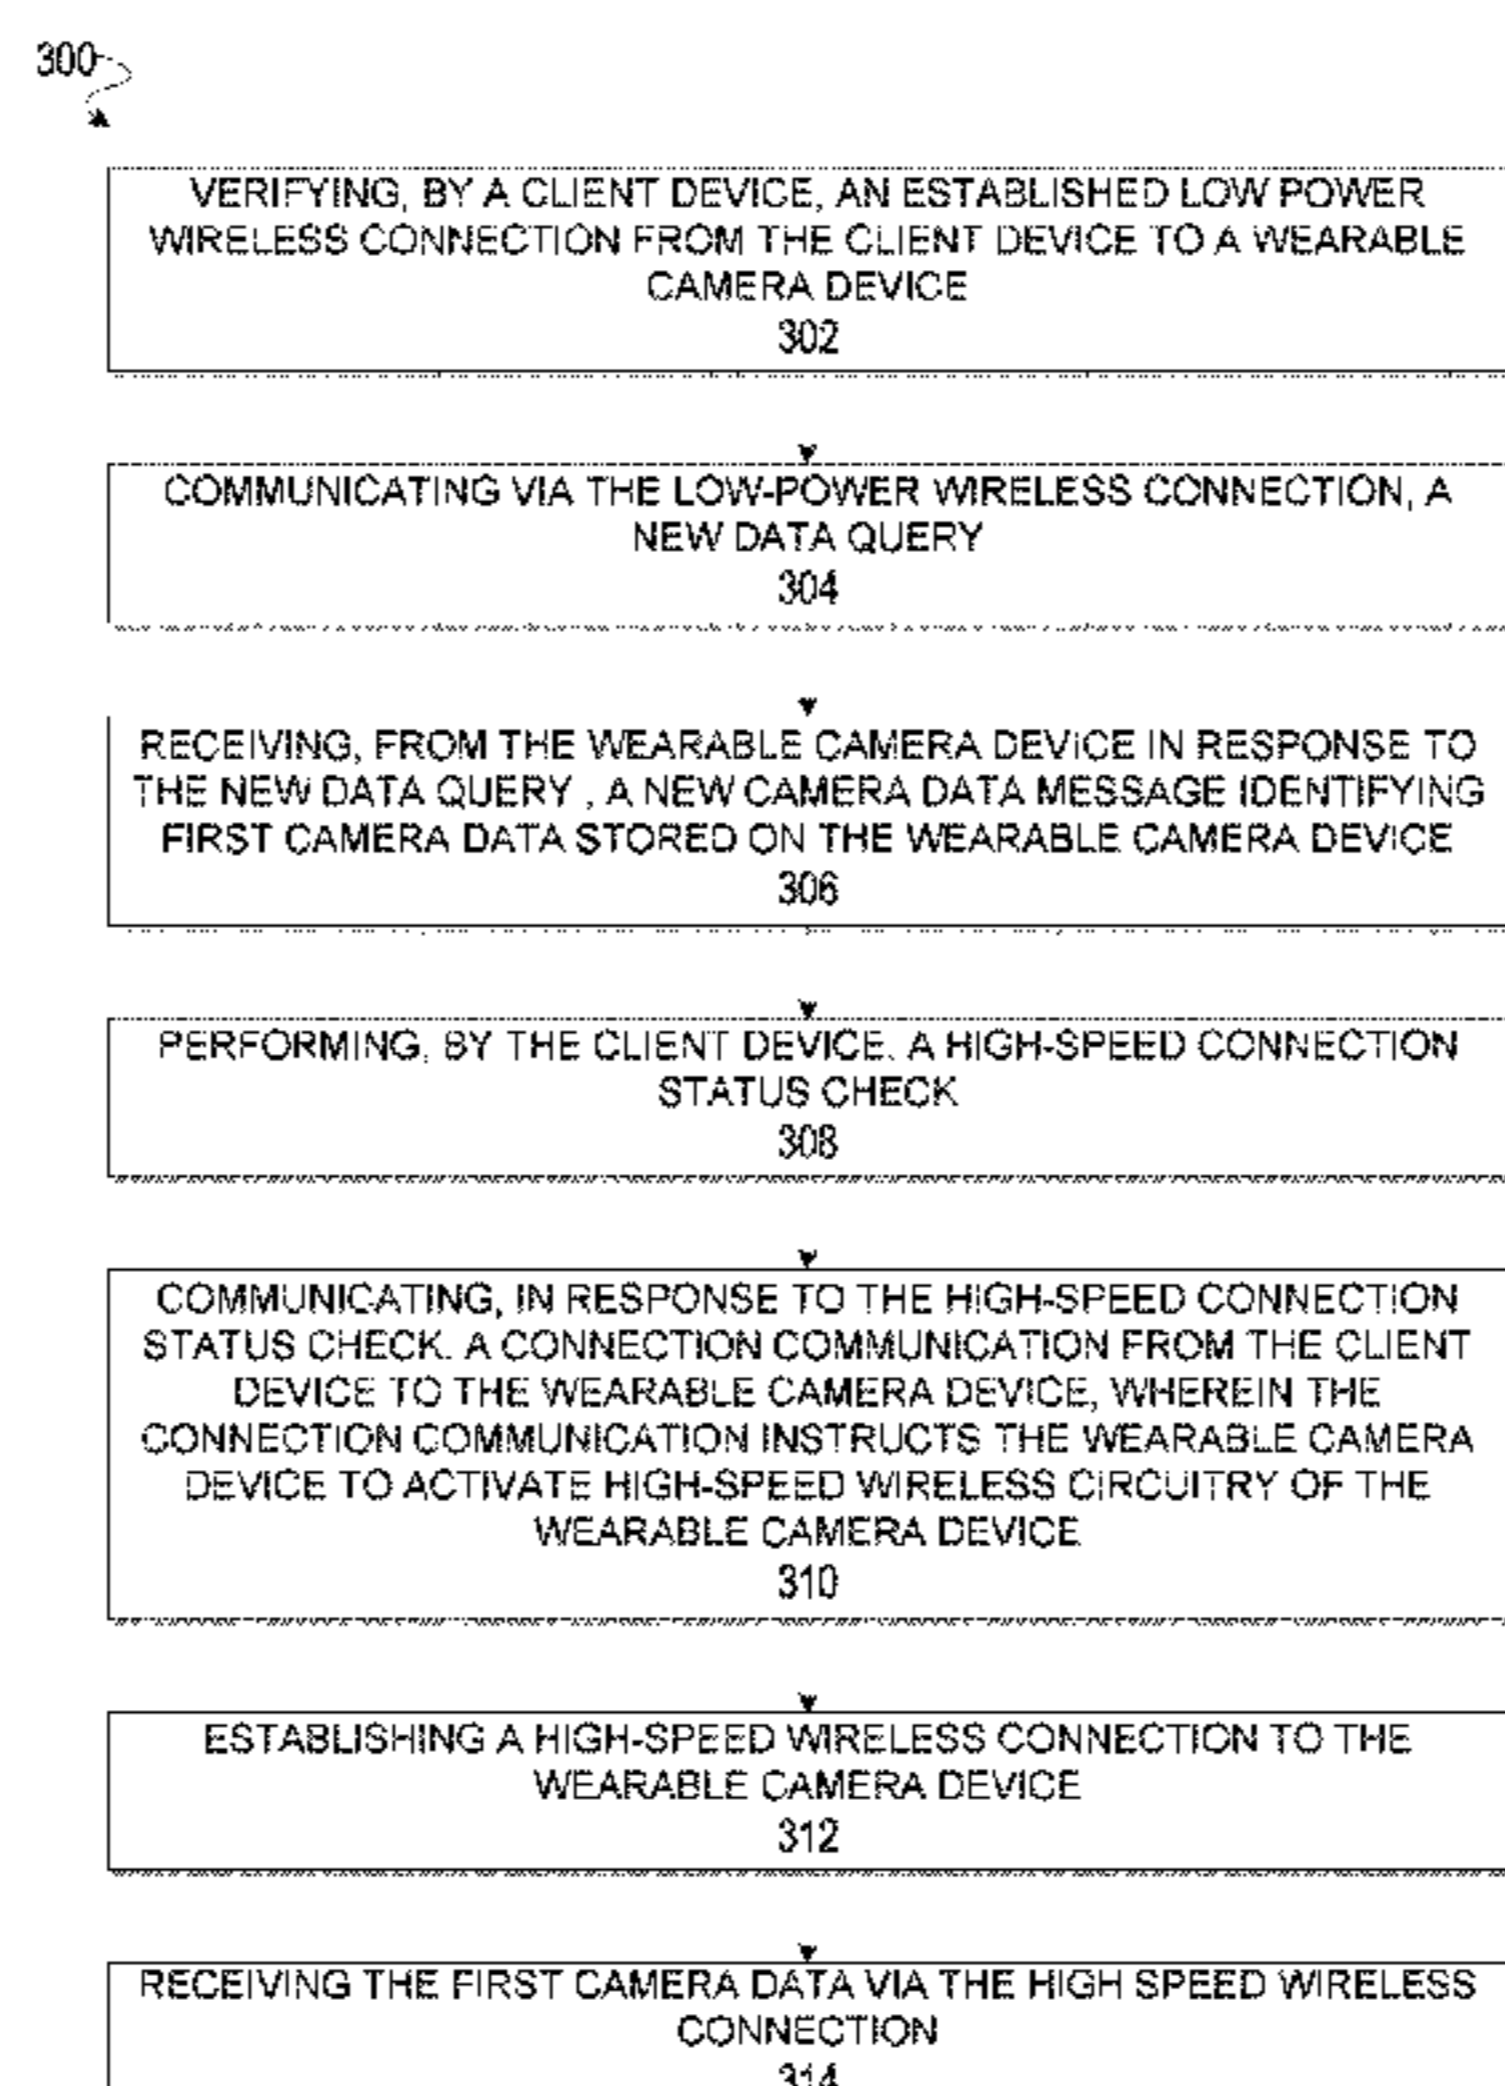 300
VERIFYING, BY A CLIENT DEVICE, AN ESTABLISHED LOW POWER
WIRELESS CONNECTION FROM THE CLIENT DEVICE TO A WEARABLE
CAMERA DEVICE
302
COMMUNICATING VIA THE LOW-POWER WIRELESS CONNECTION, A
NEW DATA QUERY
304
RECEIVING, FROM THE WEARABLE CAMERA DEVICE IN RESPONSE TO
THE NEW DATA QUERY , A NEW CAMERA DATA MESSAGE IDENTIFYING
FIRST CAMERA DATA STORED ON THE WEARABLE CAMERA DEVICE
306
PERFORMING, BY THE CLIENT DEVICE, A HIGH-SPEED CONNECTION
STATUS CHECK
308
COMMUNICATING, IN RESPONSE TO THE HIGH-SPEED CONNECTION
STATUS CHECK, A CONNECTION COMMUNICATION FROM THE CLIENT
DEVICE TO THE WEARABLE CAMERA DEVICE, WHEREIN THE
CONNECTION COMMUNICATION INSTRUCTS THE WEARABLE CAMERA
DEVICE TO ACTIVATE HIGH-SPEED WIRELESS CIRCUITRY OF THE
WEARABLE CAMERA DEVICE
310
ESTABLISHING A HIGH-SPEED WIRELESS CONNECTION TO THE
WEARABLE CAMERA DEVICE
312
RECEIVING THE FIRST CAMERA DATA VIA THE HIGH SPEED WIRELESS
CONNECTION
314